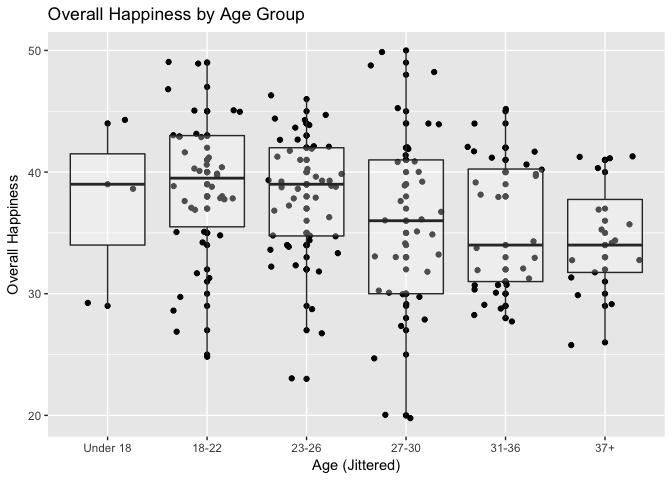 Overall Happiness by Age Group
50
40
30
20
Overall Happiness
Under 18 18-22 23-26 27-30 31-36 37+
Age (Jittered)